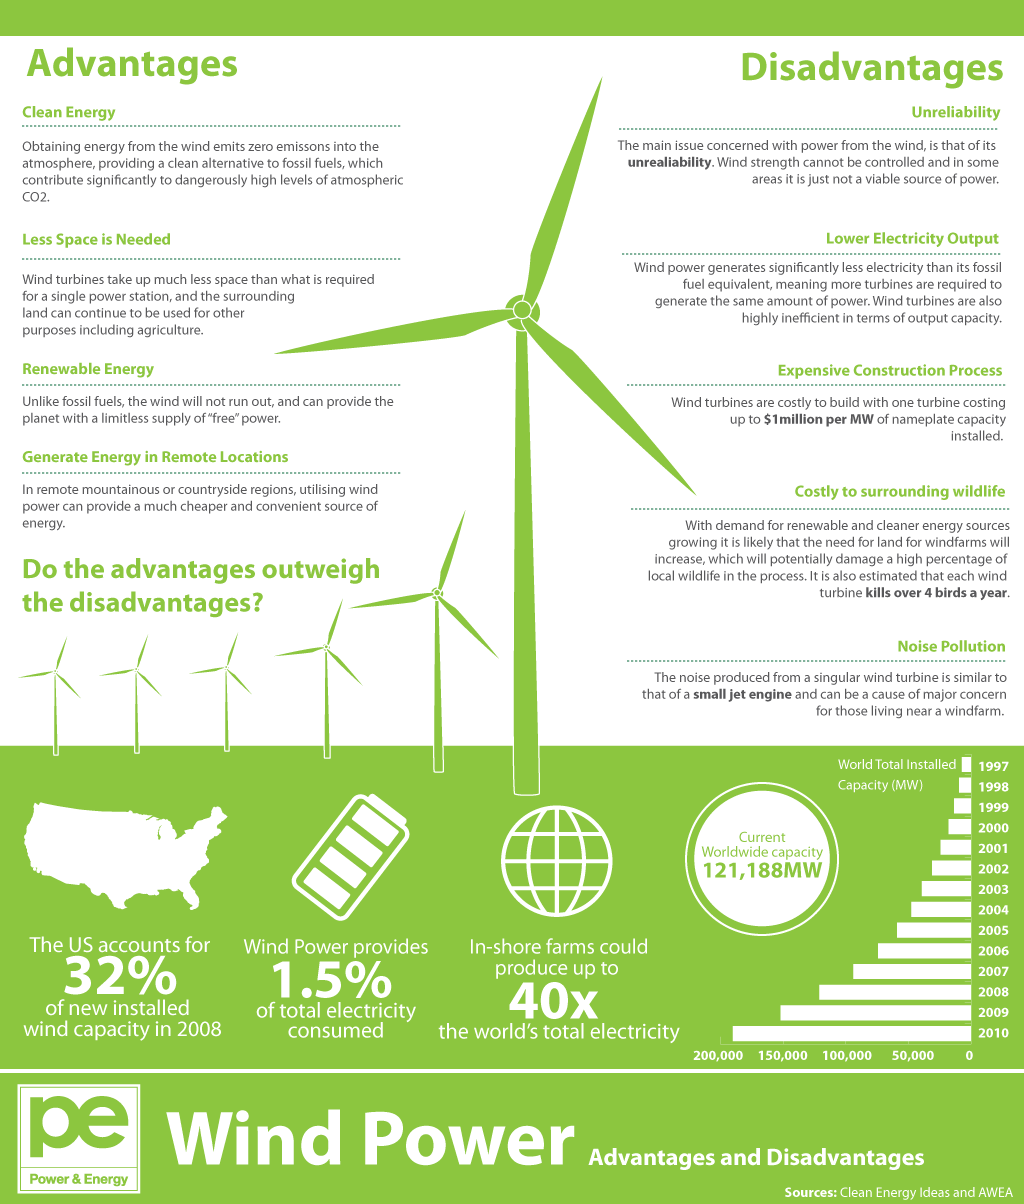 Advantages
Clean Energy
Obtaining energy from the wind emits zero emissons into the
atmosphere, providing a clean alternative to fossil fuels, which
contribute significantly to dangerously high levels of atmospheric
CO2.
Less Space is Needed
Wind turbines take up much less space than what is required
for a single power station, and the surrounding
land can continue to be used for other
purposes including agriculture.
Renewable Energy
Unlike fossil fuels, the wind will not run out, and can provide the
planet with a limitless supply of “free” power.
Generate Energy in Remote Locations
In remote mountainous or countryside regions, utilising wind
power can provide a much cheaper and convenient source of
energy.
Do the advantages outweigh
the disadvantages?
Disadvantages
Unreliability
The main issue concerned with power from the wind, is that of its
unrealiability. Wind strength cannot be controlled and in some
areas it is just not a viable source of power.
Lower Electricity Output
Wind power generates significantly less electricity than its fossil
fuel equivalent, meaning more turbines are required to
generate the same amount of power. Wind turbines are also
highly inefficient in terms of output capacity.
Expensive Construction Process
Wind turbines are costly to build with one turbine costing
up to $1million per MW of nameplate capacity
installed.
Costly to surrounding wildlife
With demand for renewable and cleaner energy sources
growing it is likely that the need for land for windfarms will
increase, which will potentially damage a high percentage of
local wildlife in the process. It is also estimated that each wind
turbine kills over 4 birds a year.
Noise Pollution
The noise produced from a singular wind turbine is similar to
that of a small jet engine and can be a cause of major concern
for those living near a windfarm.
The US accounts for
32%
of new installed
wind capacity in 2008
Wind Power provides
1.5%
of total electricity
consumed
In-shore farms could
produce up to
40x
the world's total electricity
Current
Worldwide capacity
121,188MW
World Total Installed
Capacity (MW)
1997
1998
1999
2000
2001
2002
2003
2004
2005
2006
2007
2008
2009
2010
200,000 150,000 100,000 50,000 0
pe
Power & Energy
Wind Power
Advantages and Disadvantages
Sources: Clean Energy Ideas and AWEA